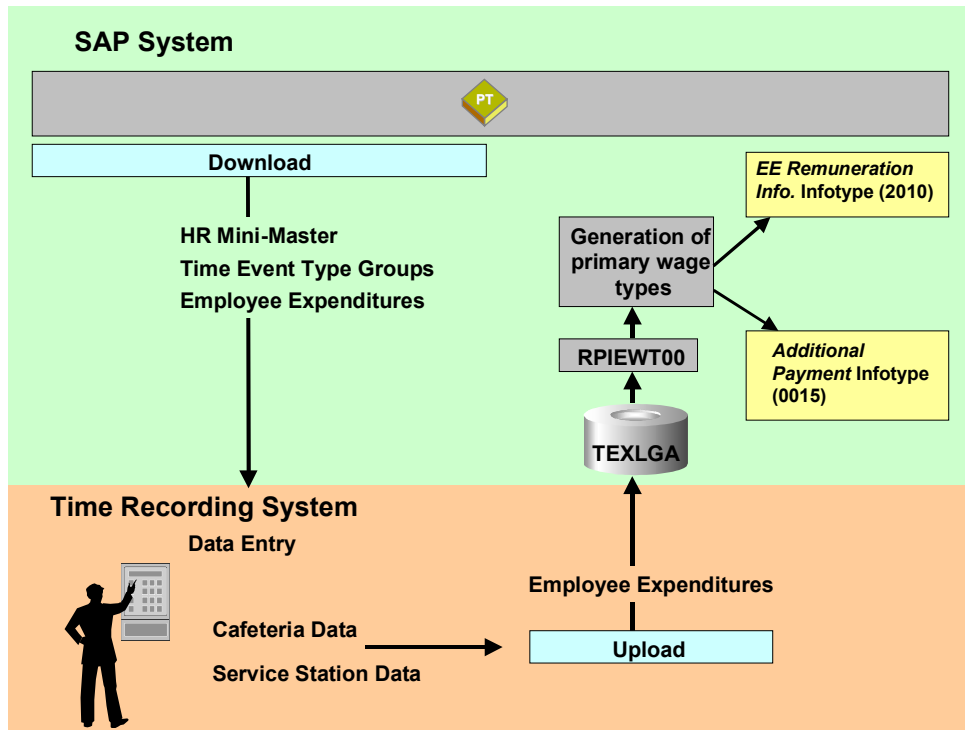 SAP System
PT
Download
HR Mini-Master
Time Event Type Groups
Employee Expenditures
EE Remuneration
Info. Infotype (2010)
Generation of
primary wage
types
RPIEWT00
Additional
Payment Infotype
(0015)
TEXLGA
Time Recording System
Data Entry
Cafeteria Data
Service Station Data
Employee Expenditures
Upload